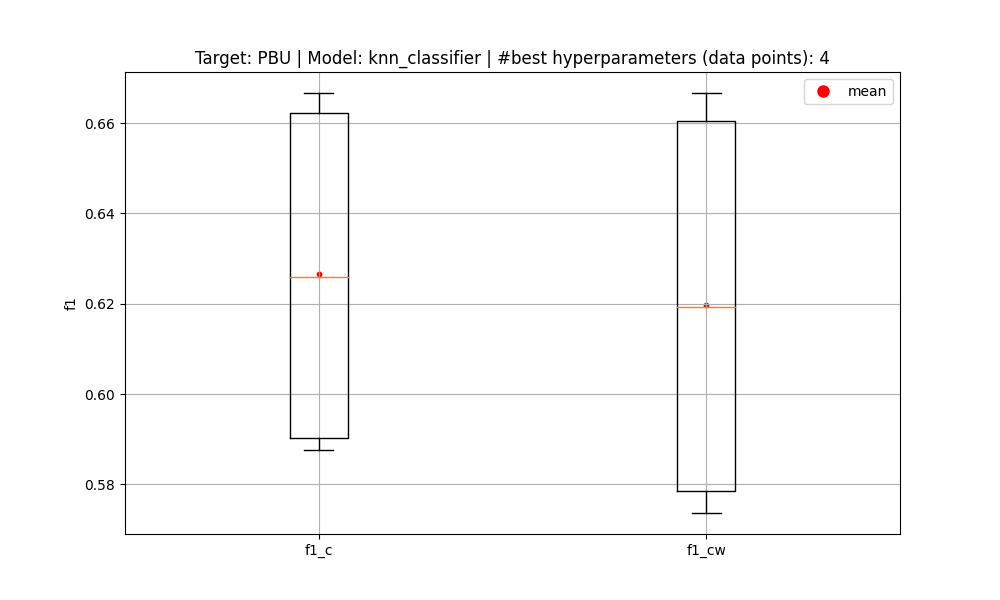 Target: PBU | Model: knn_classifier | #best hyperparameters (data points): 4
mean
0.66
0.64
0.62
0.60
0.58
f1
f1_c
f1_cw